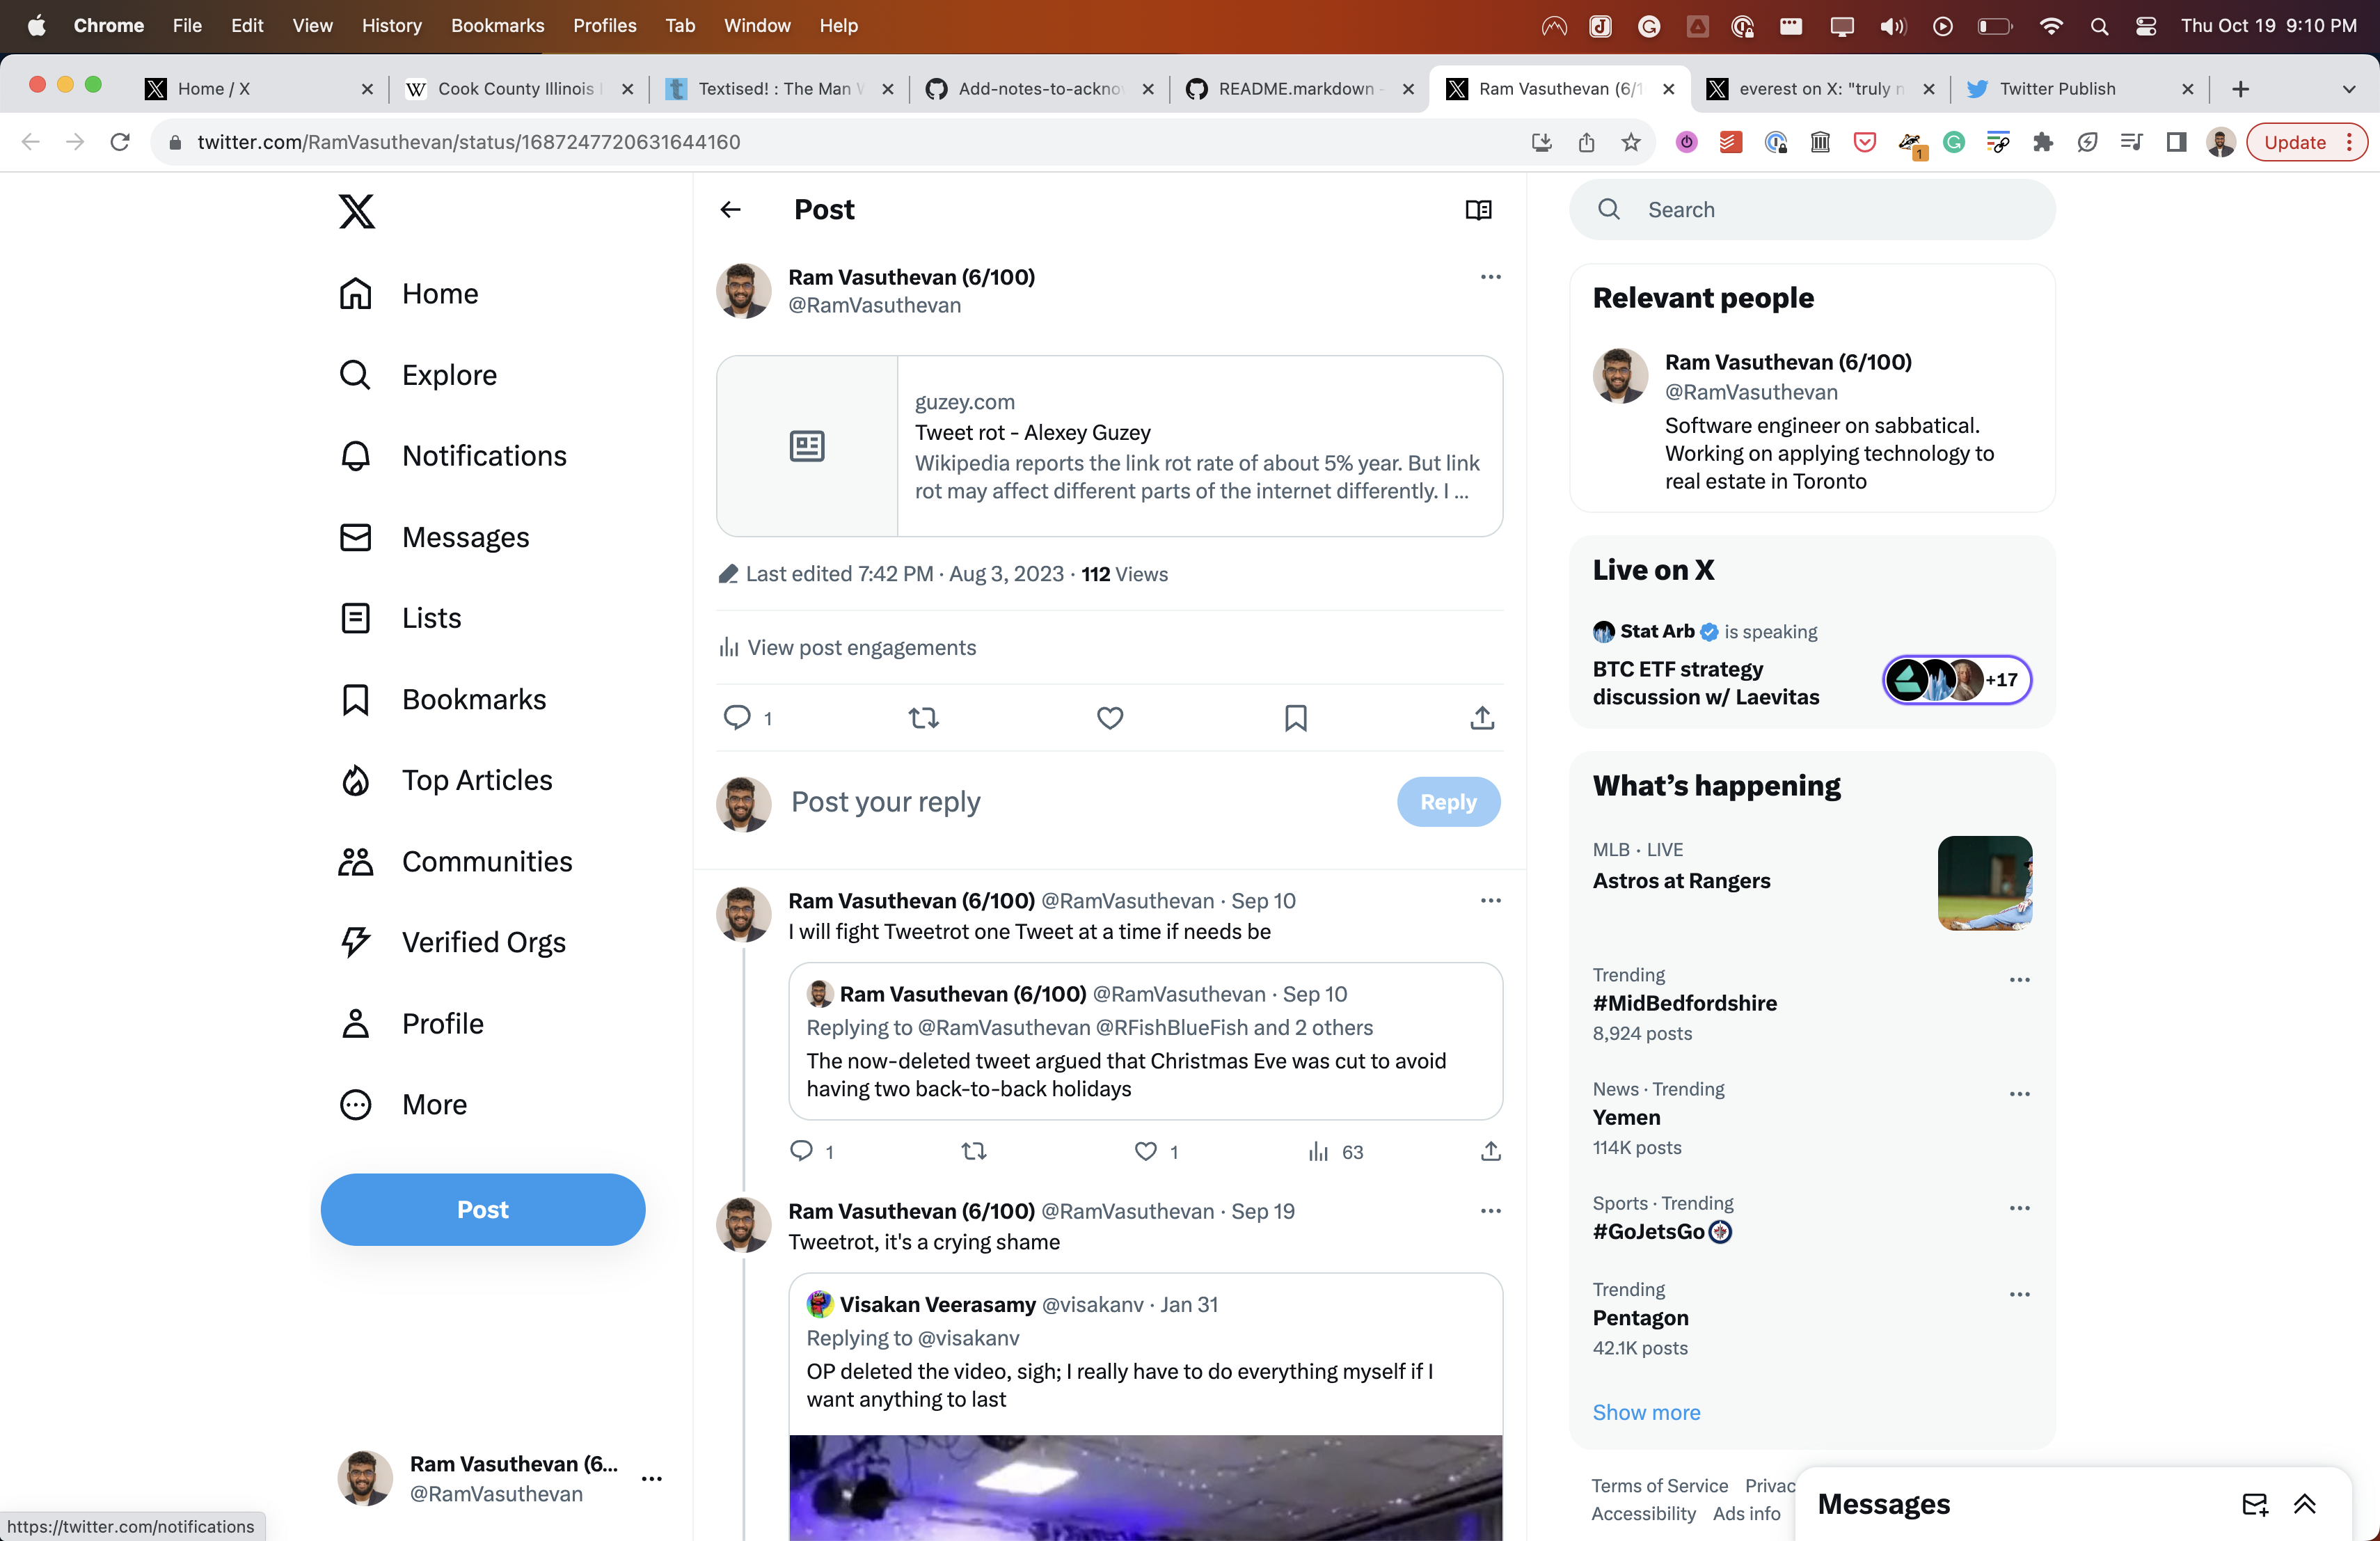 Chrome File Edit View History Bookmarks Profiles Tab Window Help Thu Oct 19 9:10 PM
Home / X Cook County Illinois Textised! : The Man Add-notes-to-ackno README.markdown Ram Vasuthevan (6/1 everest on X: "truly n Twitter Publish
twitter.com/RamVasuthevan/status/1687247720631644160 1 Update
Home
Explore
Notifications
Messages
Lists
Bookmarks
Top Articles
Communities
Verified Orgs
Profile
More
Post
Ram Vasuthevan (6...
@RamVasuthevan
https://twitter.com/notifications
Post
Ram Vasuthevan (6/100)
@RamVasuthevan
guzey.com
Tweet rot - Alexey Guzey
Wikipedia reports the link rot rate of about 5% year. But link
rot may affect different parts of the internet differently. I ...
Last edited 7:42 PM · Aug 3, 2023 · 112 Views
View post engagements
1
Post your reply
Reply
Ram Vasuthevan (6/100) @RamVasuthevan · Sep 10
I will fight Tweetrot one Tweet at a time if needs be
Ram Vasuthevan (6/100) @RamVasuthevan · Sep 10
Replying to @RamVasuthevan @RFishBlueFish and 2 others
The now-deleted tweet argued that Christmas Eve was cut to avoid
having two back-to-back holidays
1 1 63
Ram Vasuthevan (6/100) @RamVasuthevan · Sep 19
Tweetrot, it's a crying shame
Visakan Veerasamy @visakanv · Jan 31
Replying to @visakanv
OP deleted the video, sigh; I really have to do everything myself if I
want anything to last
Search
Relevant people
Ram Vasuthevan (6/100)
@RamVasuthevan
Software engineer on sabbatical.
Working on applying technology to
real estate in Toronto
Live on X
Stat Arb is speaking
BTC ETF strategy
discussion w/ Laevitas
+17
What's happening
MLB · LIVE
Astros at Rangers
Trending
#MidBedfordshire
8,924 posts
News · Trending
Yemen
114K posts
Sports · Trending
#GoJetsGo
Trending
Pentagon
42.1K posts
Show more
Terms of Service Privac
Accessibility Ads info
Messages